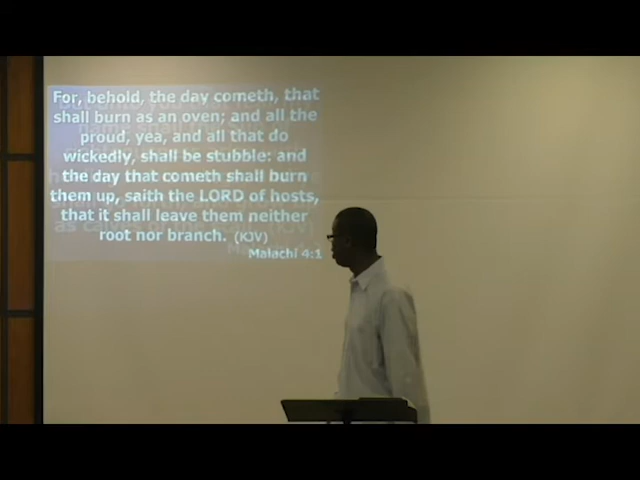 For, behold, the day cometh, that
shall burn as an oven; and all the
proud, yea, and all that do
wickedly, shall be stubble: and
the day that cometh shall burn
them up, saith the LORD of hosts,
that it shall leave them neither
root nor branch. (KJV)
Malachi 4:1